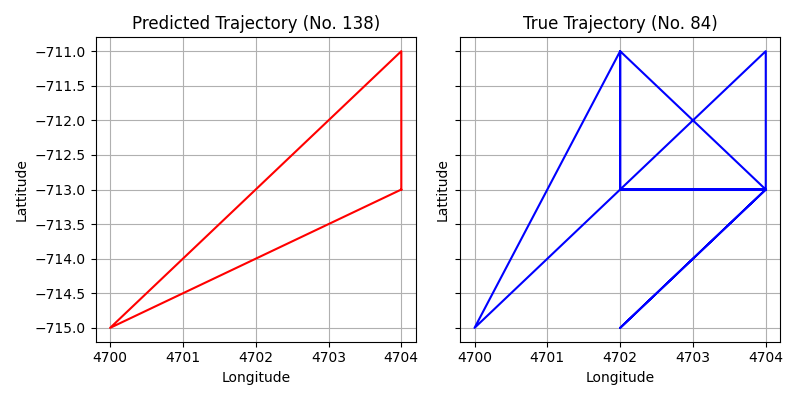 Predicted Trajectory (No. 138)
True Trajectory (No. 84)
−711.0
−711.5
−712.0
−712.5
−713.0
−713.5
−714.0
−714.5
−715.0
Lattitude
Lattitude
4700 4701 4702 4703 4704
4700 4701 4702 4703 4704
Longitude
Longitude